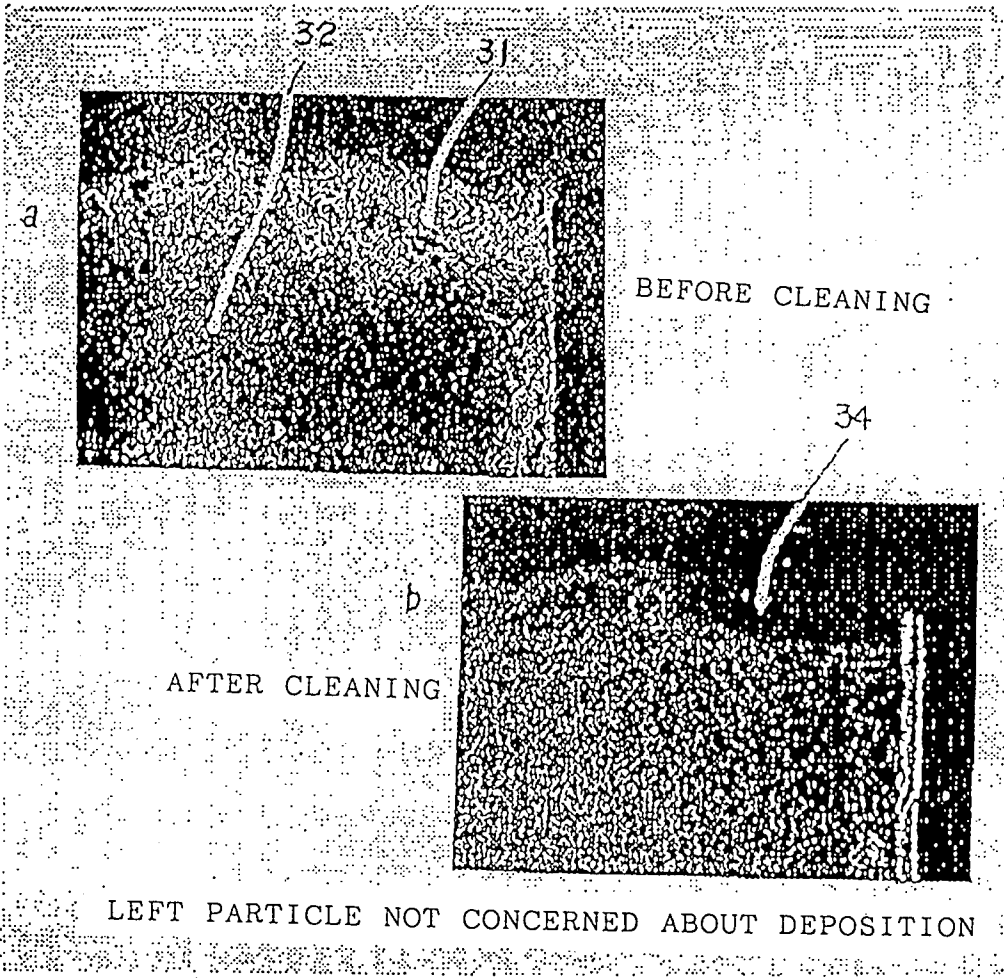 32
31
a
BEFORE CLEANING
34
b
AFTER CLEANING
LEFT PARTICLE NOT CONCERNED ABOUT DEPOSITION